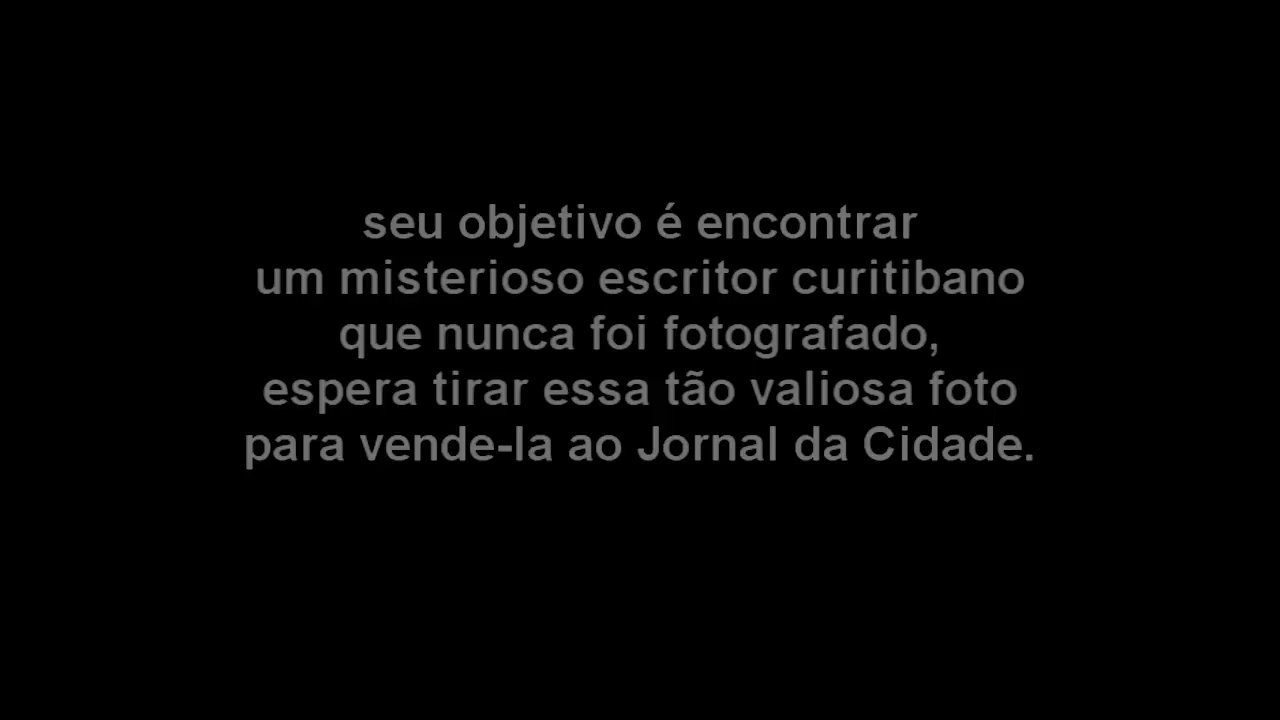 seu objetivo é encontrar
um misterioso escritor curitibano
que nunca foi fotografado,
espera tirar essa tão valiosa foto
para vende-la ao Jornal da Cidade.